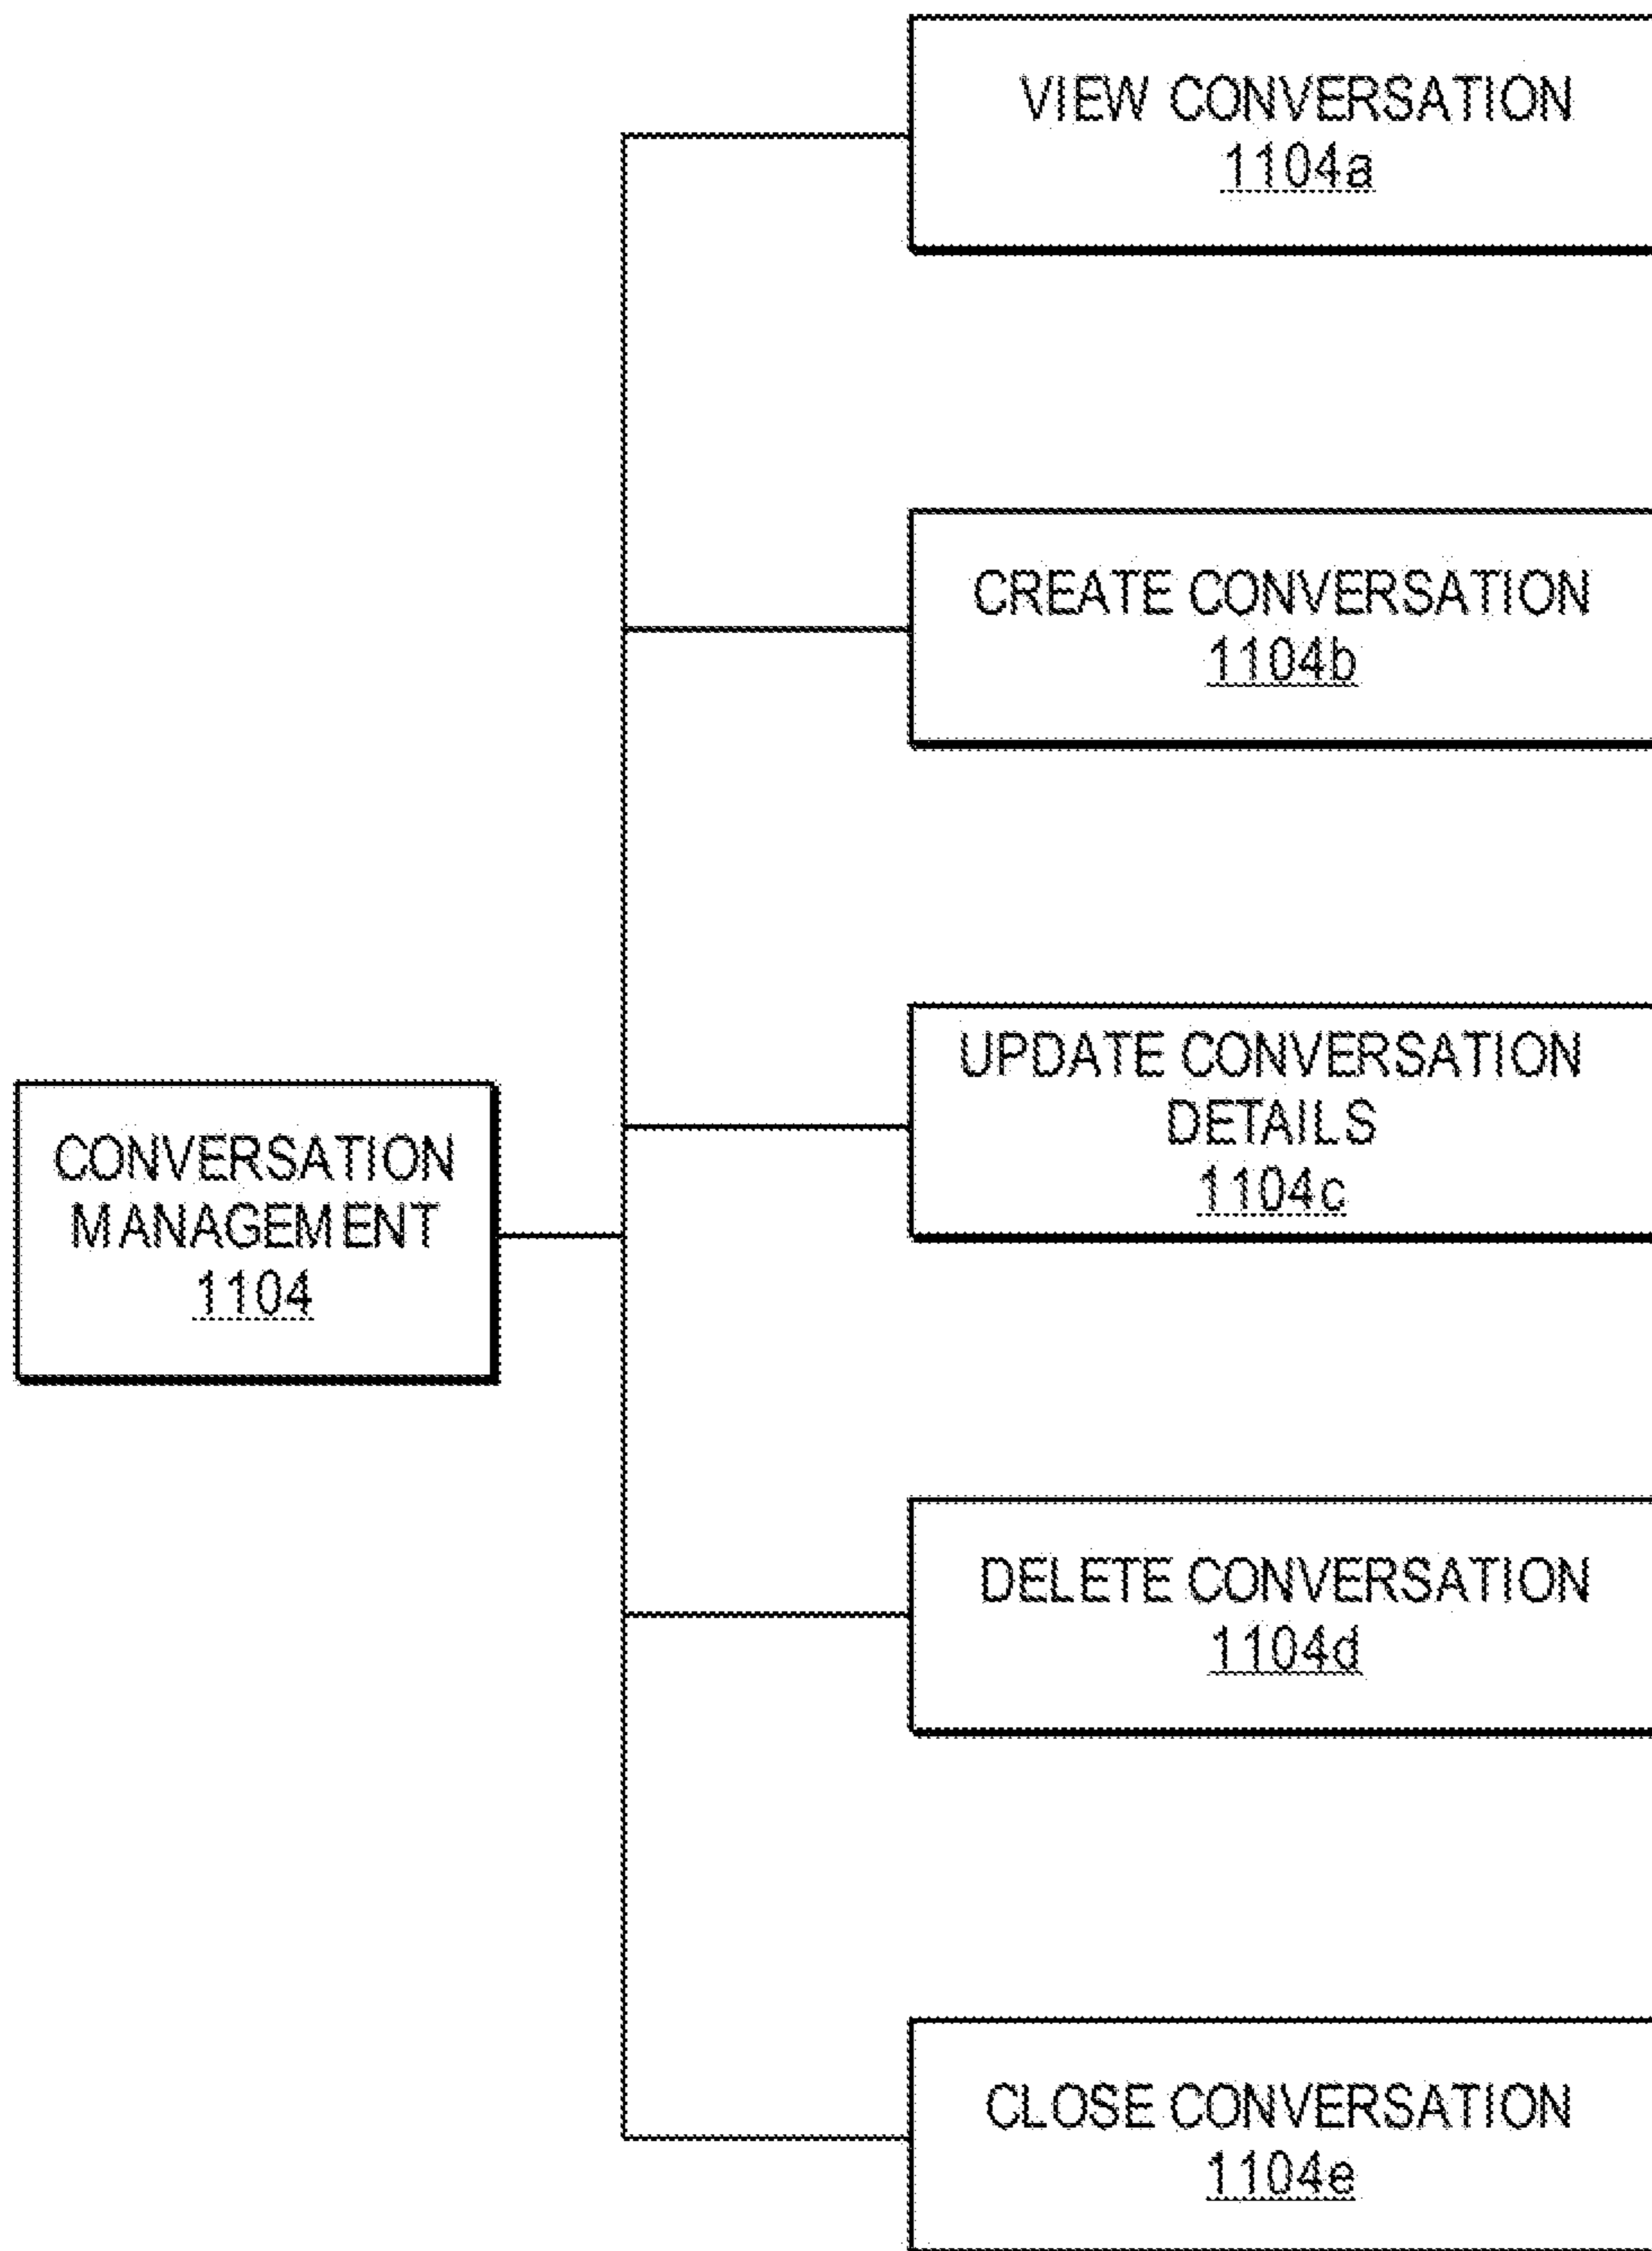 VIEW CONVERSATION
1104a
CREATE CONVERSATION
1104b
UPDATE CONVERSATION
DETAILS
1104c
CONVERSATION
MANAGEMENT
1104
DELETE CONVERSATION
1104d
CLOSE CONVERSATION
1104e